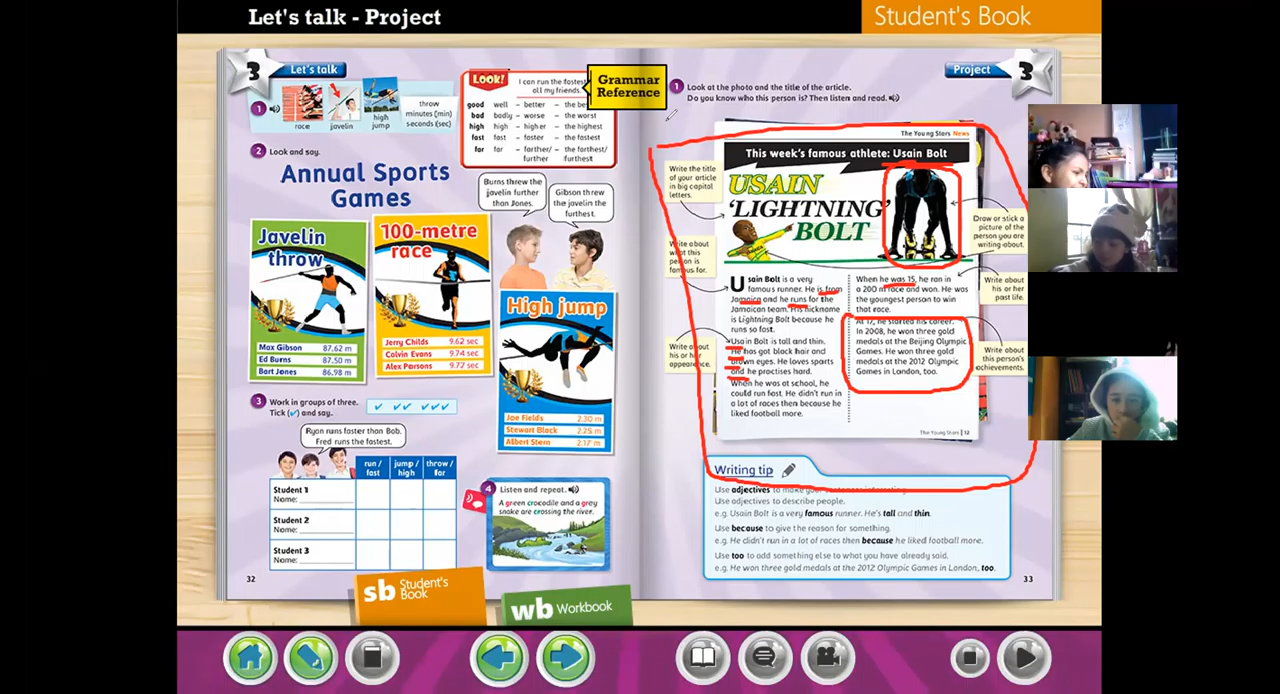 Let's talk - Project
Student's Book
3
Let's talk
1
race
javelin
high
jump
throw
minutes (min)
seconds (sec)
LOOK!
I can run the fastest
all my friends.
good well - better - the bes
bad badly - worse - the worst
high high - higher - the highest
fast fast - faster - the fastest
far far - farther/ - the farthest/
further furthest
Grammar
Reference
2 Look and say.
Annual Sports
Games
Burns threw the
javelin further
than Jones.
Gibson threw
the javelin the
furthest.
Javelin
throw
Max Gibson 87.62 m
Ed Burns 87.50 m
Bart Jones 86.98 m
100-metre
race
Jerry Childs 9.62 sec
Calvin Evans 9.74 sec
Alex Parsons 9.77 sec
High jump
Joe Fields 2.30 m
Stewart Black 2.25 m
Albert Stern 2.17 m
3 Work in groups of three.
Tick (✓) and say.
✓ ✓✓ ✓✓✓
Ryan runs faster than Bob.
Fred runs the fastest.
run / fast
jump / high
throw / far
Student 1
Name:
Student 2
Name:
Student 3
Name:
4 Listen and repeat.
A green crocodile and a grey
snake are crossing the river.
32
sb Student's
Book
wb Workbook
Project
3
1 Look at the photo and the title of the article.
Do you know who this person is? Then listen and read.
The Young Stars News
This week's famous athlete: Usain Bolt
USAIN
'LIGHTNING'
BOLT
Write the title
of your article
in big capital
letters.
Write about
what this
person is
famous for.
Write about
his or her
appearance.
Draw or stick a
picture of the
person you are
writing about.
Write about
his or her
past life.
Write about
this person's
achievements.
Usain Bolt is a very
famous runner. He is from
Jamaica and he runs for the
Jamaican team. His nickname
is Lightning Bolt because he
runs so fast.
Usain Bolt is tall and thin.
He has got black hair and
brown eyes. He loves sports
and he practises hard.
When he was at school, he
could run fast. He didn't run in
a lot of races then because he
liked football more.
When he was 15, he ran in
a 200 m race and won. He was
the youngest person to win
that race.
At 17, he started his career.
In 2008, he won three gold
medals at the Beijing Olympic
Games. He won three gold
medals at the 2012 Olympic
Games in London, too.
The Young Stars | 12
Writing tip
Use adjectives to make your sentences interesting.
Use adjectives to describe people.
e.g. Usain Bolt is a very famous runner. He's tall and thin.
Use because to give the reason for something.
e.g. He didn't run in a lot of races then because he liked football more.
Use too to add something else to what you have already said.
e.g. He won three gold medals at the 2012 Olympic Games in London, too.
33